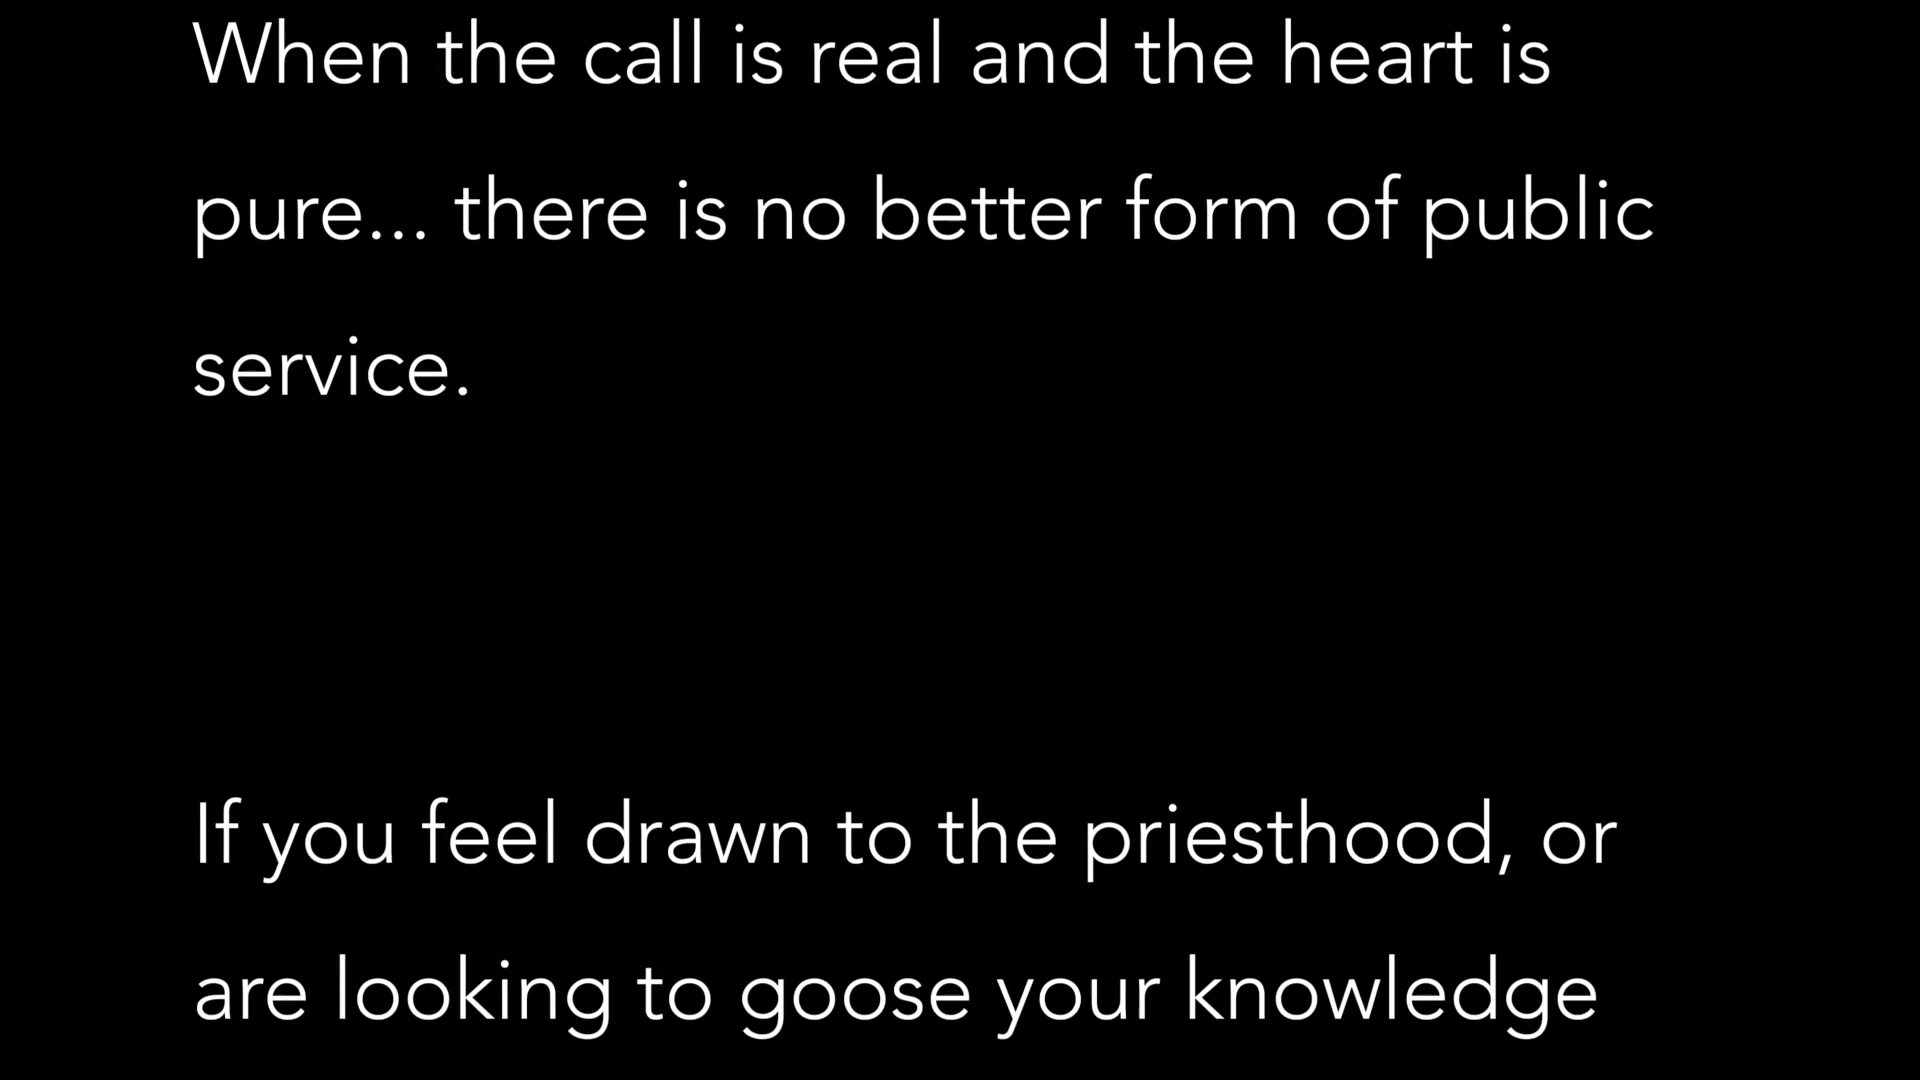 When the call is real and the heart is
pure... there is no better form of public
service.
If you feel drawn to the priesthood, or
are looking to goose your knowledge